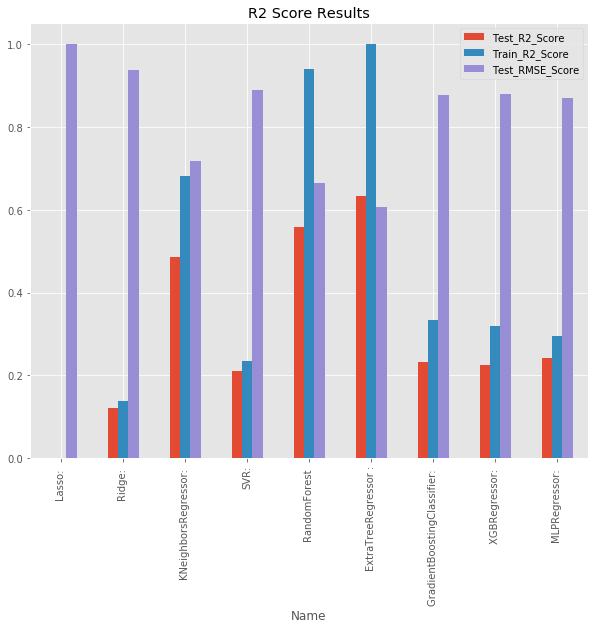 R2 Score Results
Test_R2_Score
Train_R2_Score
Test_RMSE_Score
1.0
0.8
0.6
0.4
0.2
0.0
Lasso:
Ridge:
KNeighborsRegressor:
SVR:
RandomForest
ExtraTreeRegressor :
GradientBoostingClassifier:
XGBRegressor:
MLPRegressor:
Name